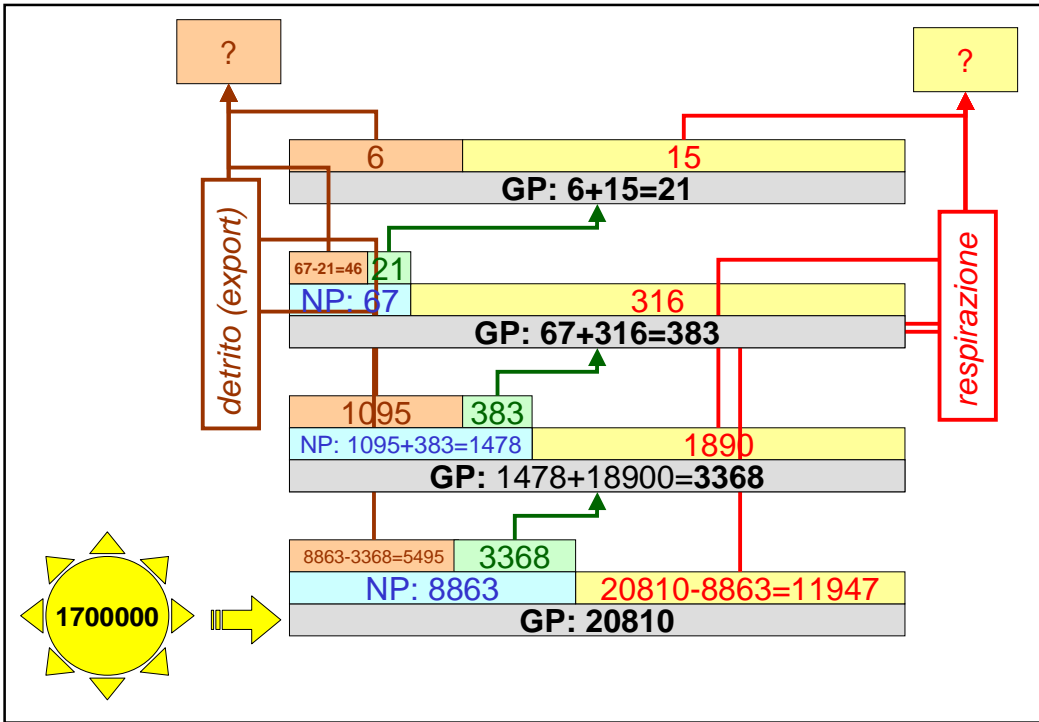 ?
?
6
15
GP: 6+15=21
detrito (export)
respirazione
67-21=46
21
NP: 67
316
GP: 67+316=383
1095
383
NP: 1095+383=1478
1890
GP: 1478+18900=3368
8863-3368=5495
3368
NP: 8863
20810-8863=11947
1700000
GP: 20810